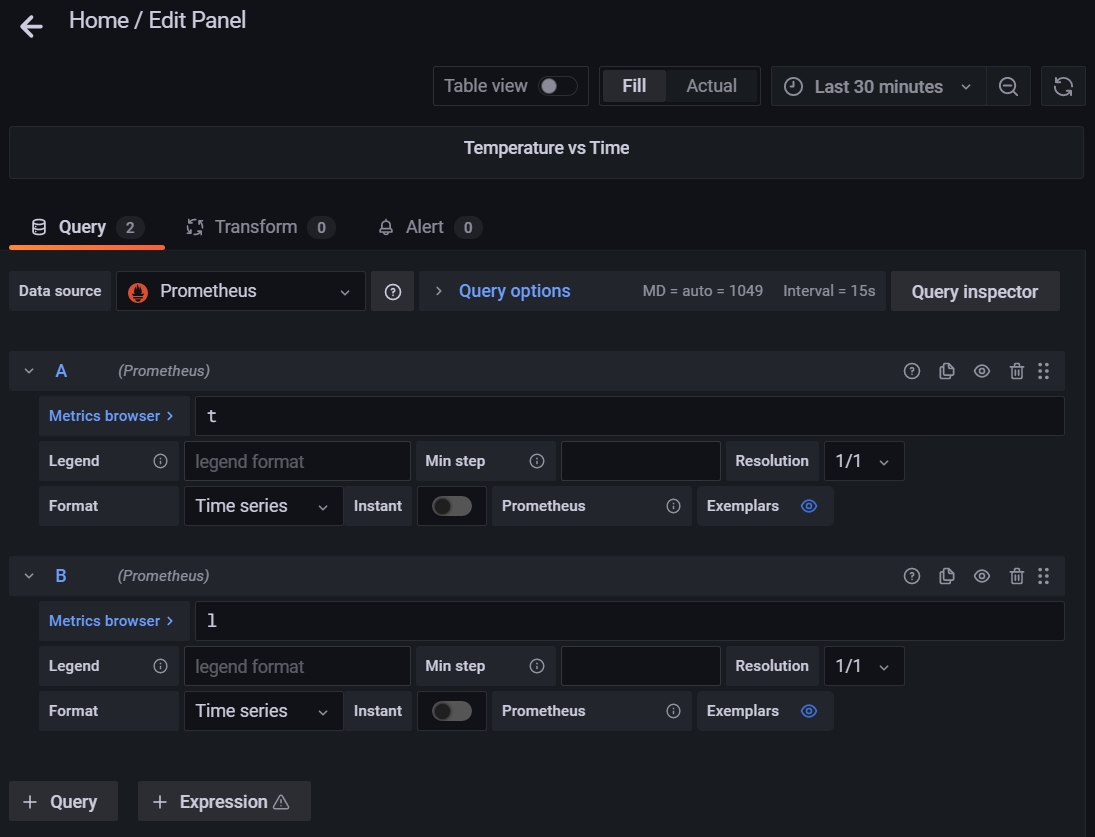 Home / Edit Panel
Table view Fill Actual Last 30 minutes
Temperature vs Time
Query 2 Transform 0 Alert 0
Data source Prometheus Query options MD = auto = 1049 Interval = 15s Query inspector
A (Prometheus)
Metrics browser > t
Legend legend format Min step Resolution 1/1
Format Time series Instant Prometheus Exemplars
B (Prometheus)
Metrics browser > l
Legend legend format Min step Resolution 1/1
Format Time series Instant Prometheus Exemplars
+ Query + Expression